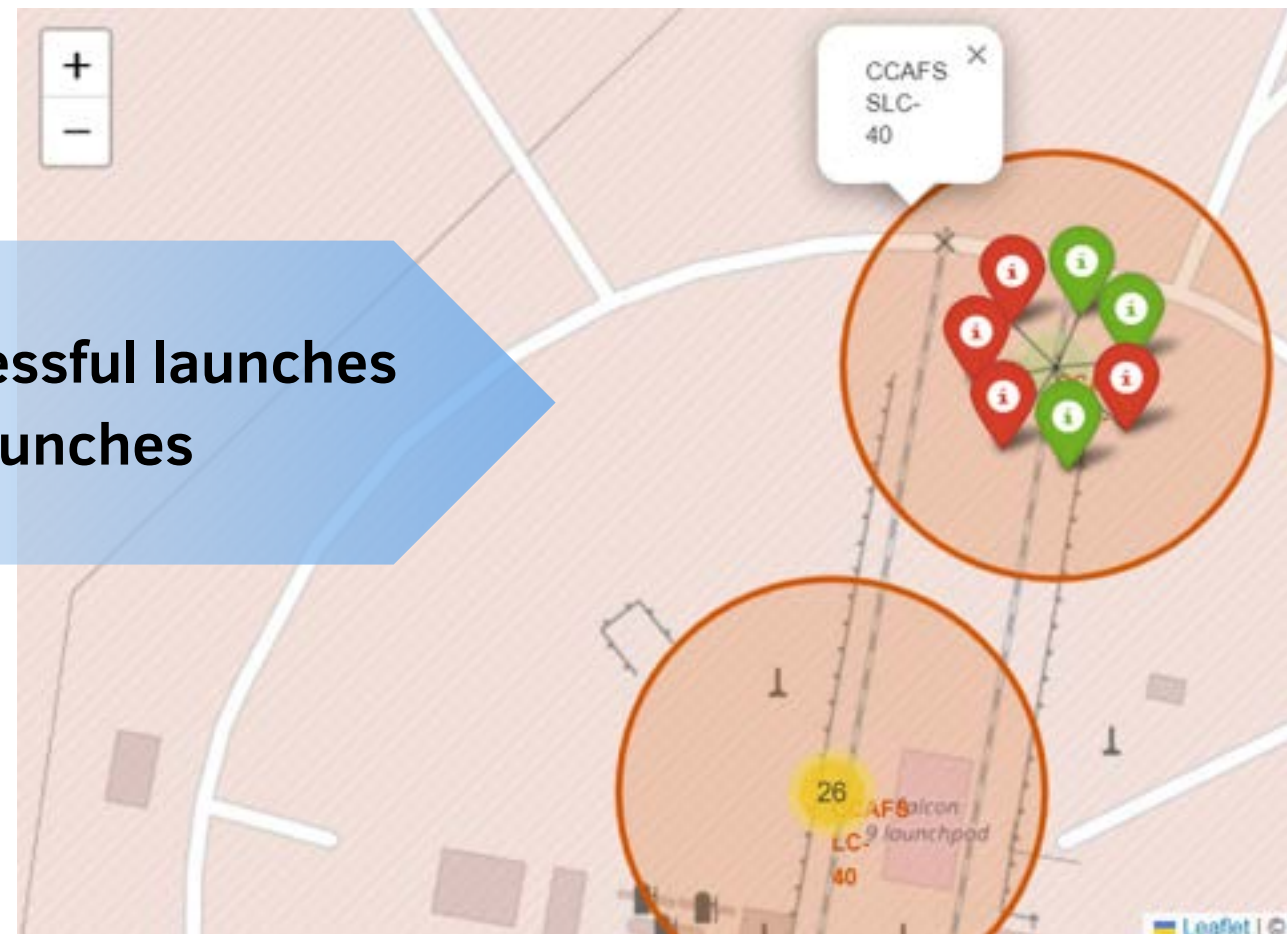 +
CCAFS
SLC-
40
×
−
essful launches
unches
26
AFS
alcon
LC-
9 launchpad
40
Leaflet | ©